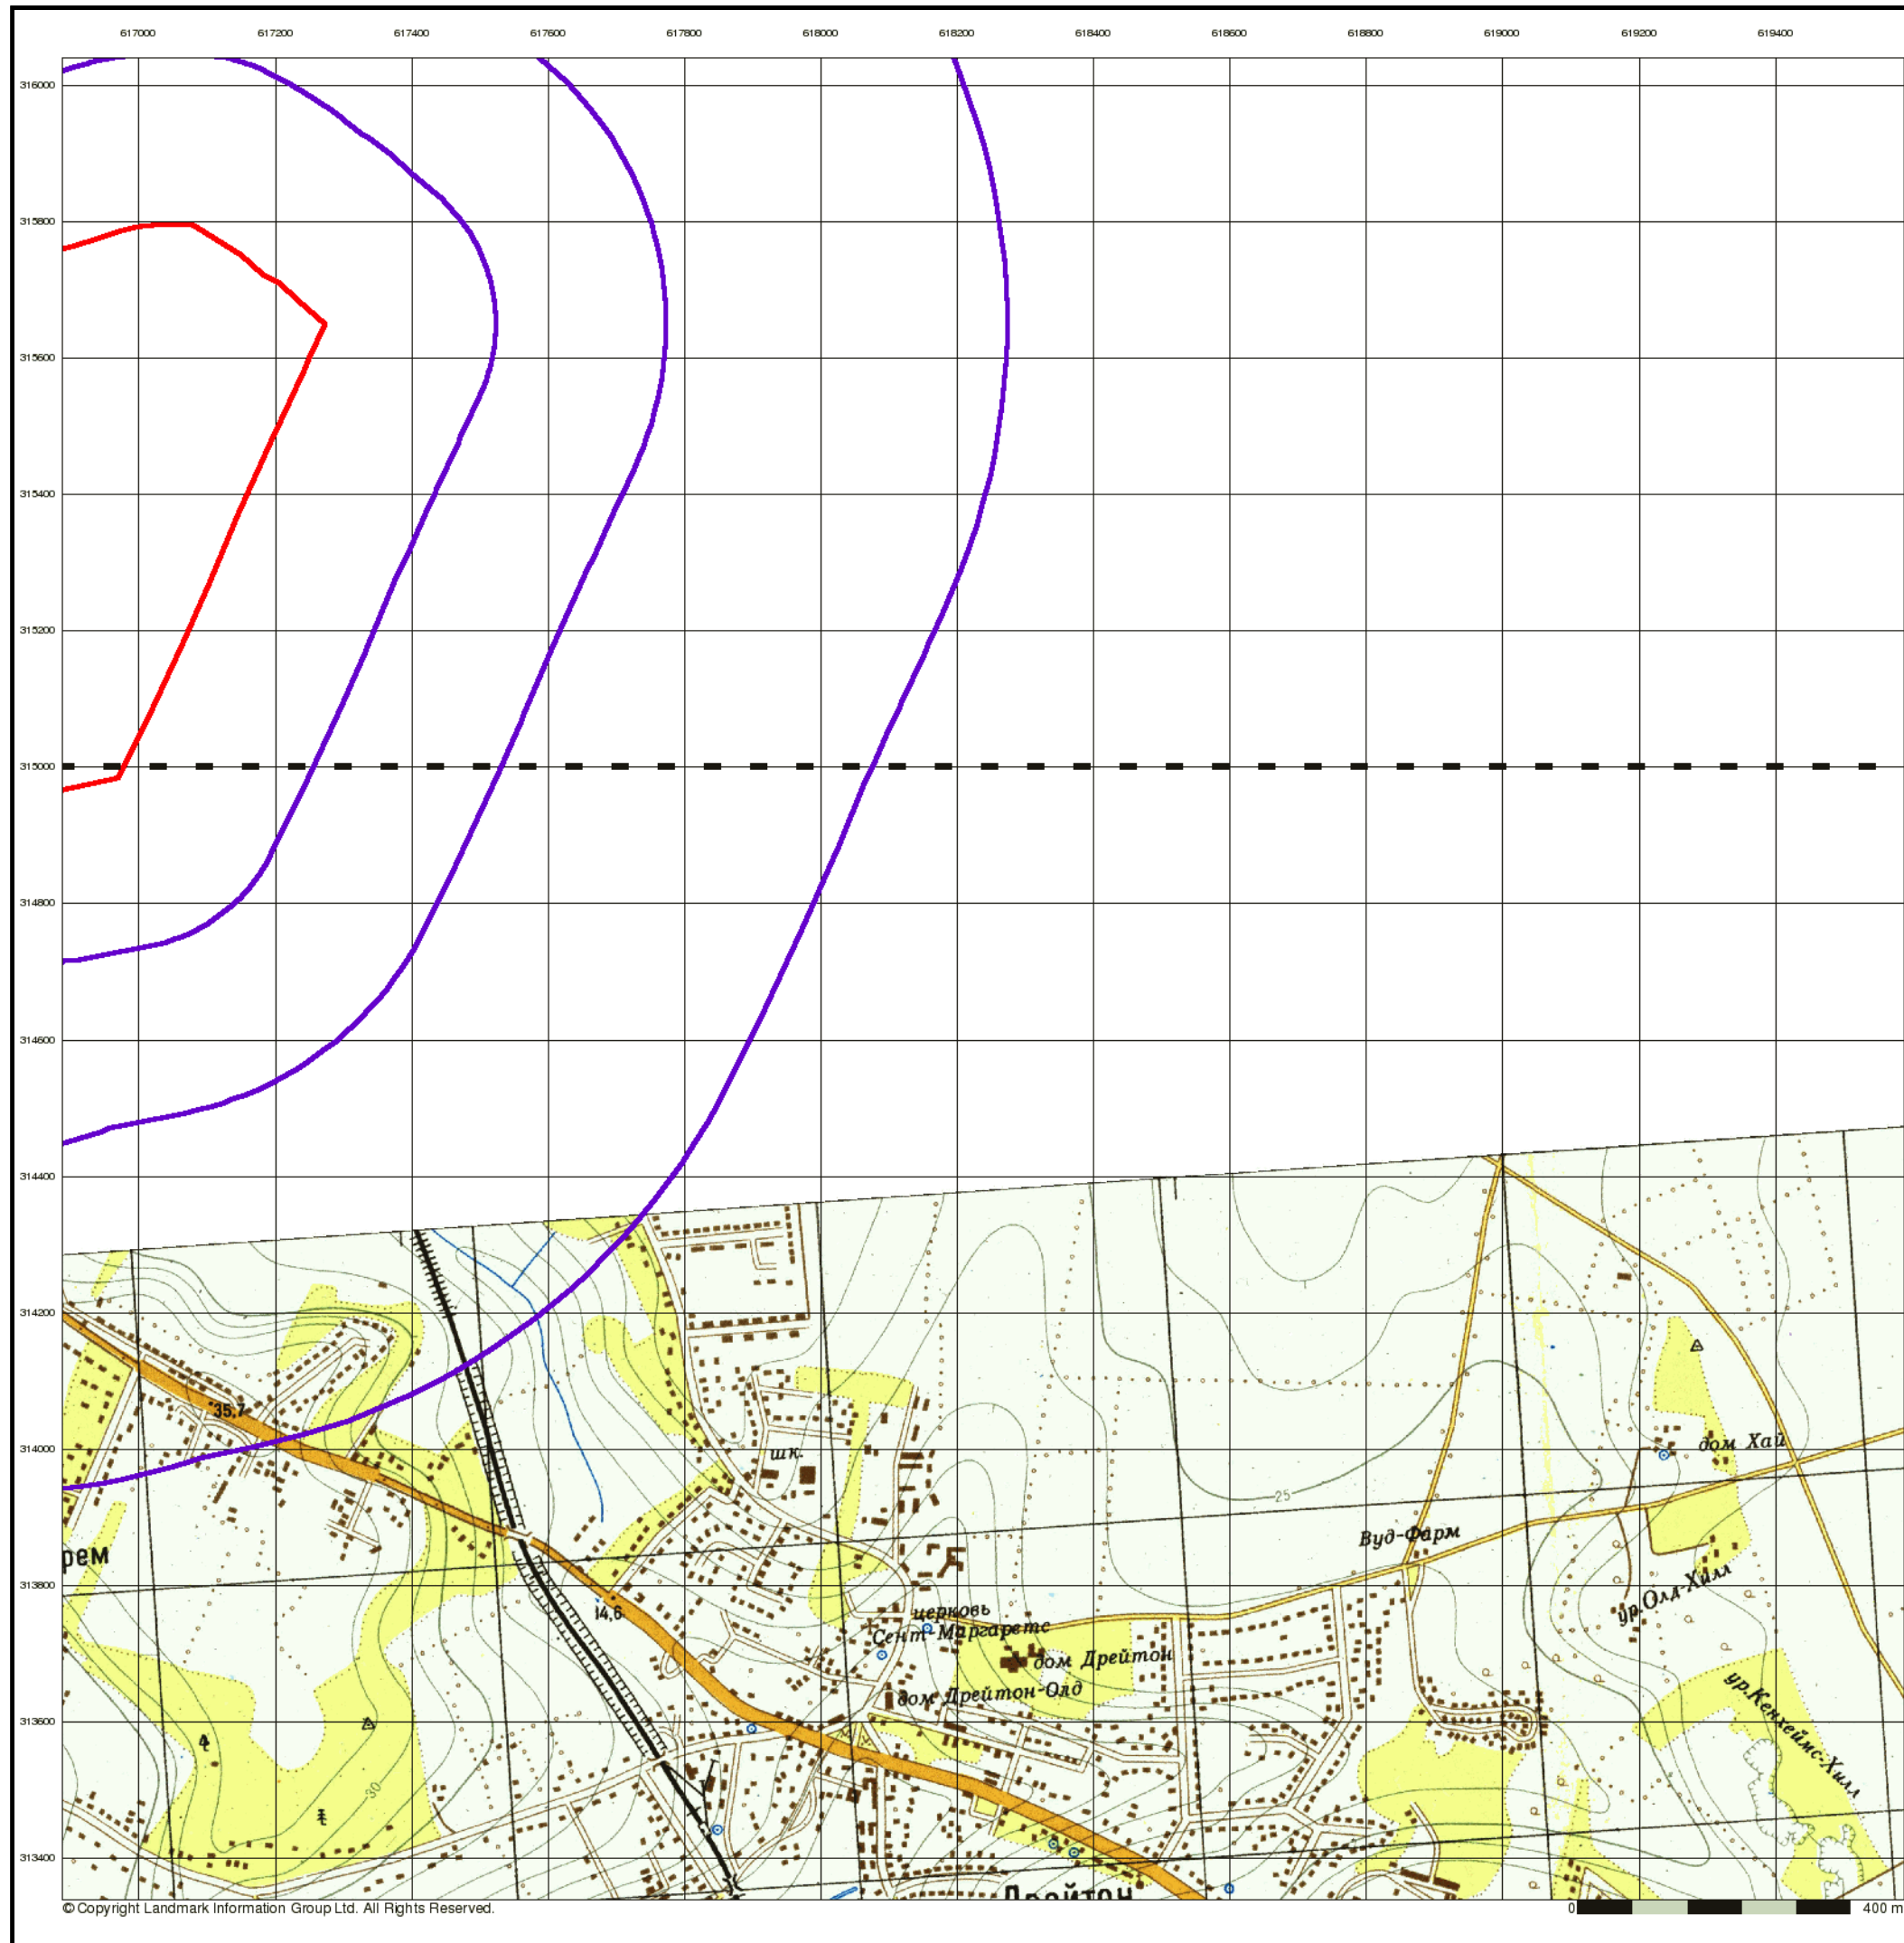 617000 617200 617400 617600 617800 618000 618200 618400 618600 618800 619000 619200 619400
316000
315800
315600
315400
315200
315000
314800
314600
314400
314200
35,7
314000
дом Хай
шк.
25
Вуд-Фарм
рем
313800
ур.Олд-Хилл
14,6
церковь
Сент-Маргаретс
дом Дрейтон
дом Дрейтон-Олд
ур.Кенхеймс-Хилл
313600
30
313400
Дрейтон
© Copyright Landmark Information Group Ltd. All Rights Reserved.
0 400 m